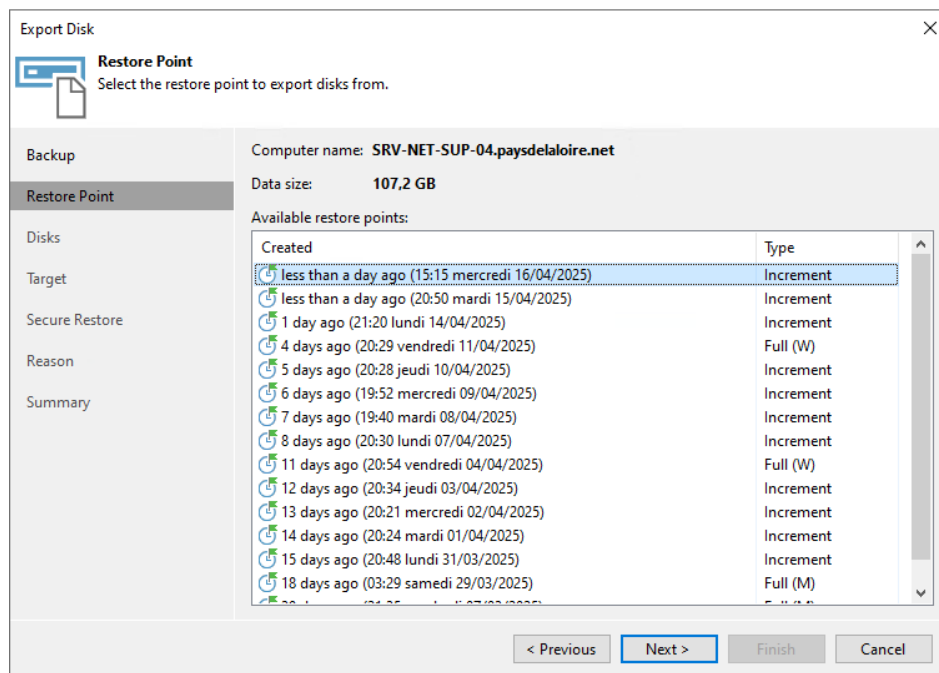 Export Disk
Restore Point
Select the restore point to export disks from.
Backup
Restore Point
Disks
Target
Secure Restore
Reason
Summary
Computer name: SRV-NET-SUP-04.paysdelaloire.net
Data size: 107,2 GB
Available restore points:
Created Type
less than a day ago (15:15 mercredi 16/04/2025) Increment
less than a day ago (20:50 mardi 15/04/2025) Increment
1 day ago (21:20 lundi 14/04/2025) Increment
4 days ago (20:29 vendredi 11/04/2025) Full (W)
5 days ago (20:28 jeudi 10/04/2025) Increment
6 days ago (19:52 mercredi 09/04/2025) Increment
7 days ago (19:40 mardi 08/04/2025) Increment
8 days ago (20:30 lundi 07/04/2025) Increment
11 days ago (20:54 vendredi 04/04/2025) Full (W)
12 days ago (20:34 jeudi 03/04/2025) Increment
13 days ago (20:21 mercredi 02/04/2025) Increment
14 days ago (20:24 mardi 01/04/2025) Increment
15 days ago (20:48 lundi 31/03/2025) Increment
18 days ago (03:29 samedi 29/03/2025) Full (M)
< Previous Next > Finish Cancel